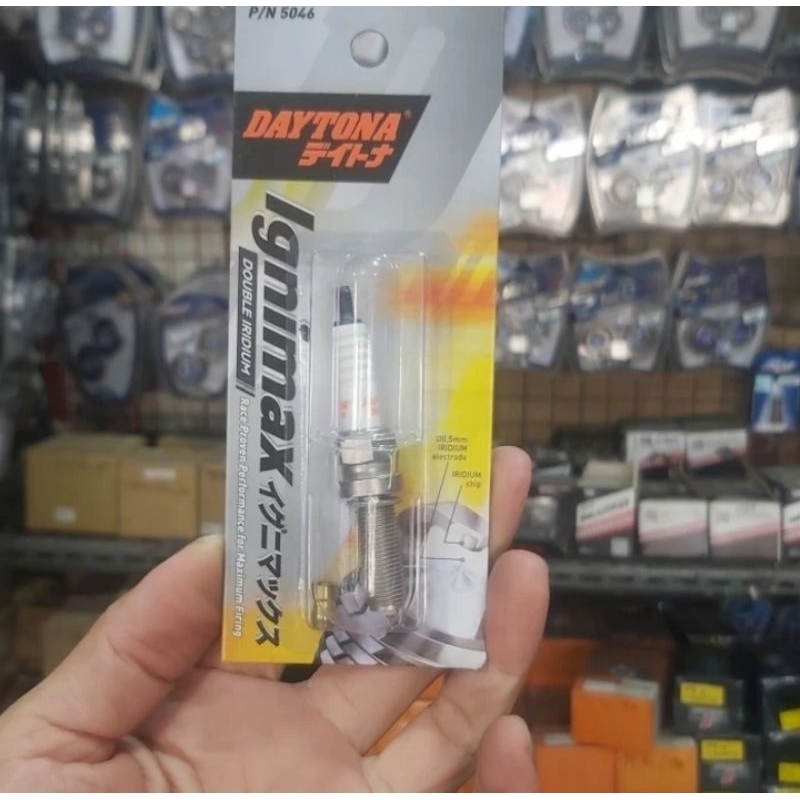 P/N 5046
DAYTONA®
デイトナ
Ignimax イグニマックス
DOUBLE IRIDIUM
Race Proven Performance for Maximum Firing
Ø0,5mm
IRIDIUM
electrode
IRIDIUM
chip